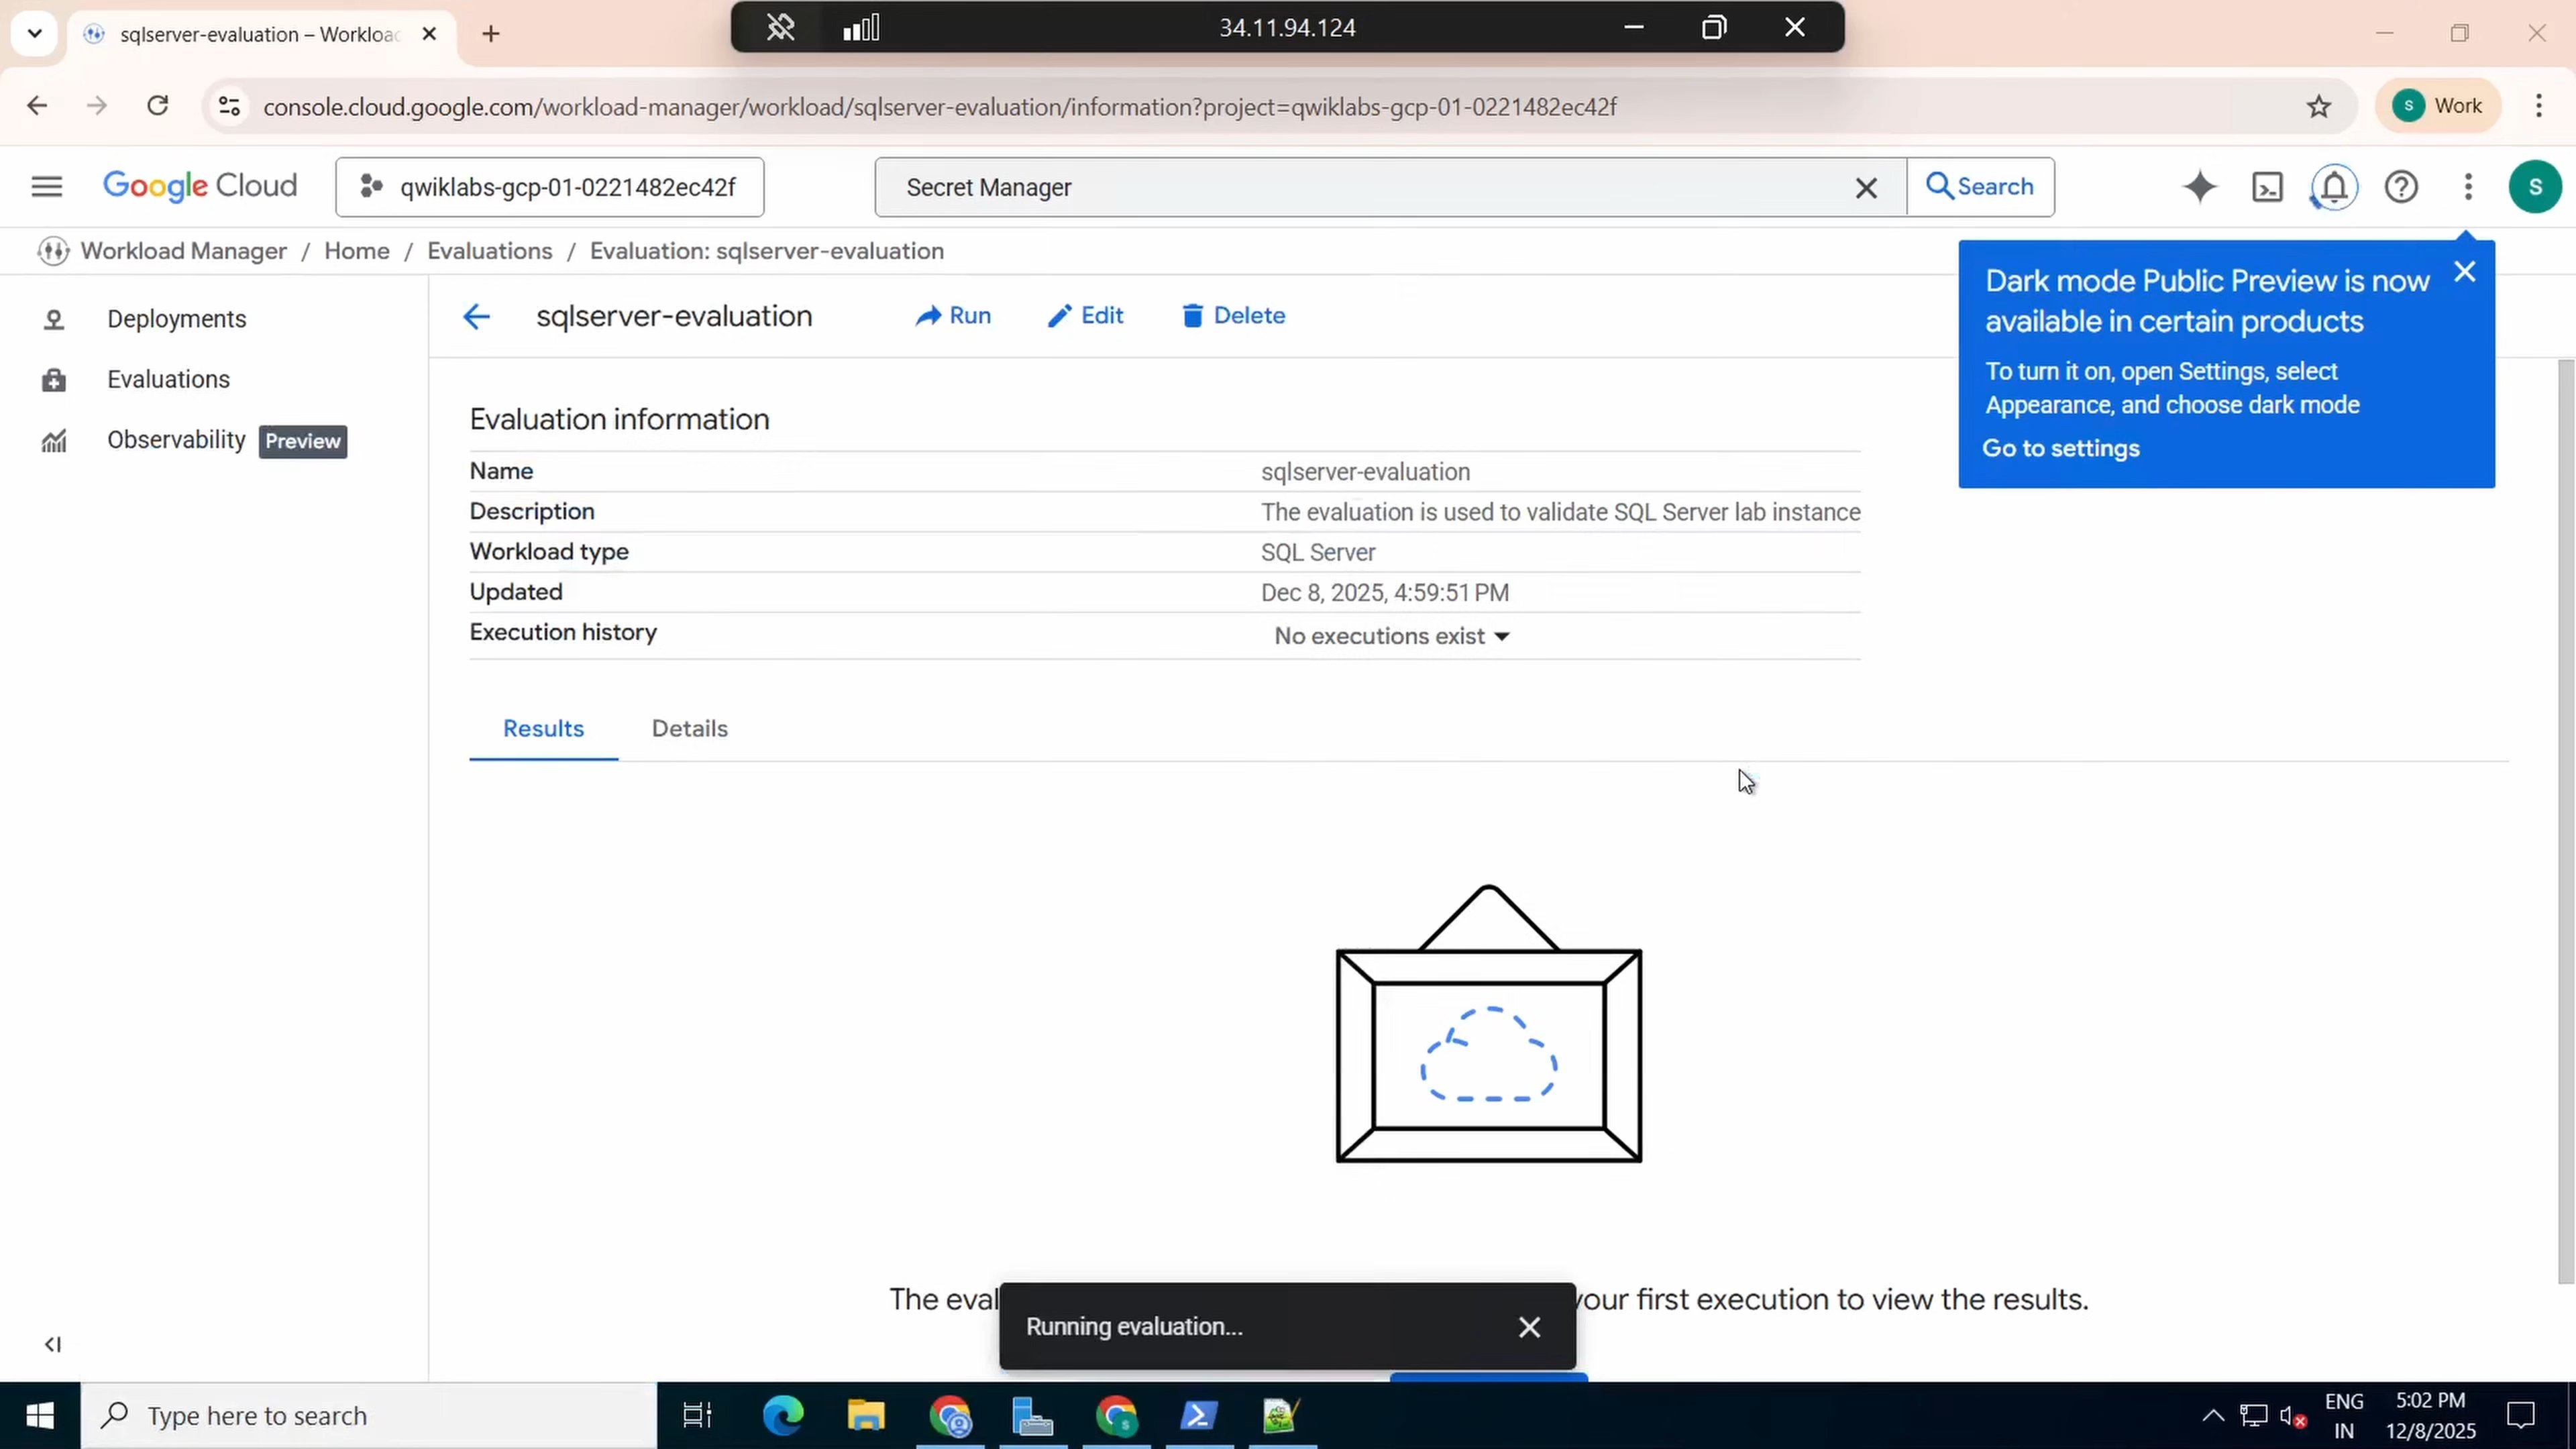 sqlserver-evaluation – Workload
34.11.94.124
console.cloud.google.com/workload-manager/workload/sqlserver-evaluation/information?project=qwiklabs-gcp-01-0221482ec42f
S Work
Google Cloud
qwiklabs-gcp-01-0221482ec42f
Secret Manager
Search
S
Workload Manager / Home / Evaluations / Evaluation: sqlserver-evaluation
Dark mode Public Preview is now
available in certain products
To turn it on, open Settings, select
Appearance, and choose dark mode
Go to settings
Deployments
Evaluations
Observability Preview
sqlserver-evaluation
Run
Edit
Delete
Evaluation information
Name sqlserver-evaluation
Description The evaluation is used to validate SQL Server lab instance
Workload type SQL Server
Updated Dec 8, 2025, 4:59:51 PM
Execution history No executions exist
Results Details
The eval
your first execution to view the results.
Running evaluation...
Type here to search
ENG
IN
5:02 PM
12/8/2025